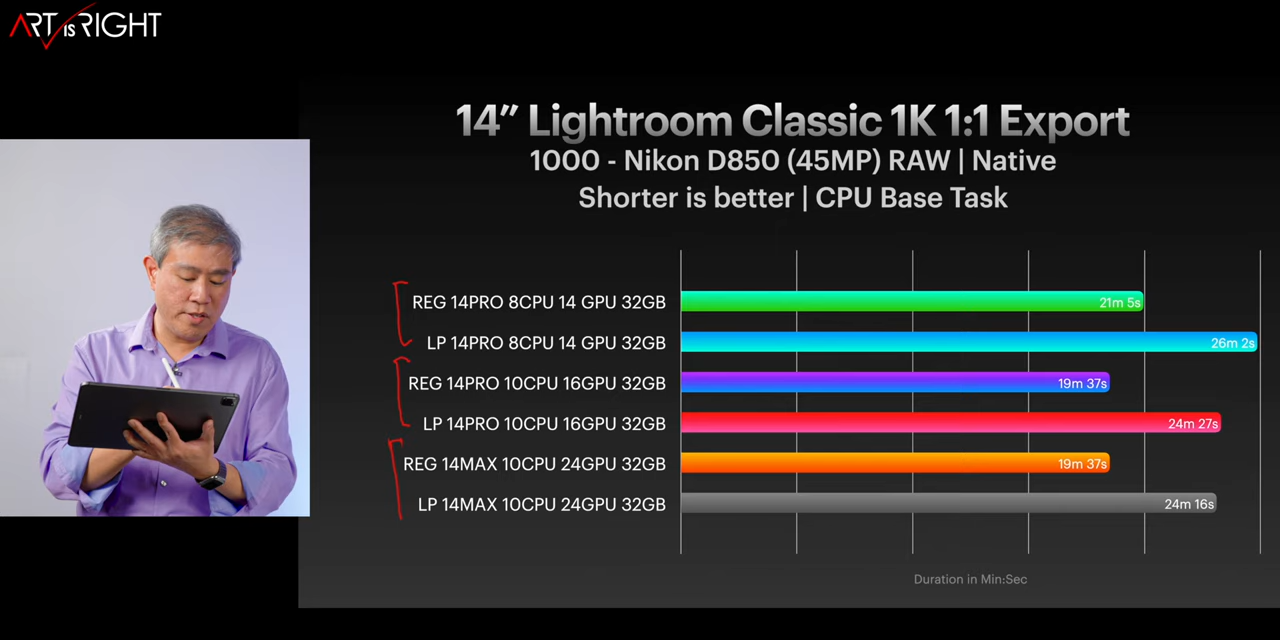 ART IS RIGHT
14” Lightroom Classic 1K 1:1 Export
1000 - Nikon D850 (45MP) RAW | Native
Shorter is better | CPU Base Task
REG 14PRO 8CPU 14 GPU 32GB 21m 5s
LP 14PRO 8CPU 14 GPU 32GB 26m 2s
REG 14PRO 10CPU 16GPU 32GB 19m 37s
LP 14PRO 10CPU 16GPU 32GB 24m 27s
REG 14MAX 10CPU 24GPU 32GB 19m 37s
LP 14MAX 10CPU 24GPU 32GB 24m 16s
Duration in Min:Sec